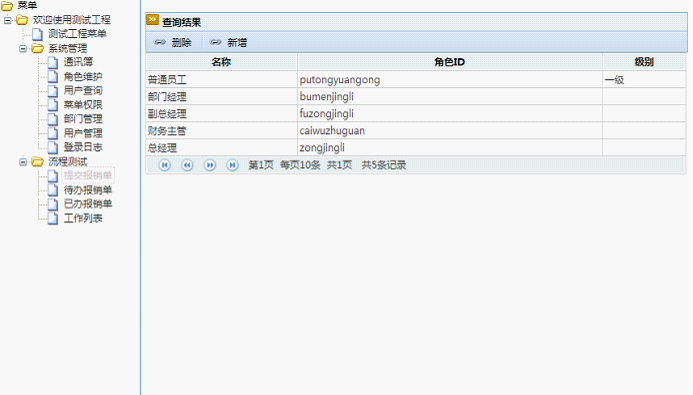 菜单
欢迎使用测试工程
测试工程菜单
系统管理
通讯簿
角色维护
用户查询
菜单权限
部门管理
用户管理
登录日志
流程测试
提交报销单
待办报销单
已办报销单
工作列表
查询结果
删除 新增
名称 角色ID 级别
普通员工 putongyuangong 一级
部门经理 bumenjingli
副总经理 fuzongjingli
财务主管 caiwuzhuguan
总经理 zongjingli
第1页 每页10条 共1页 共5条记录